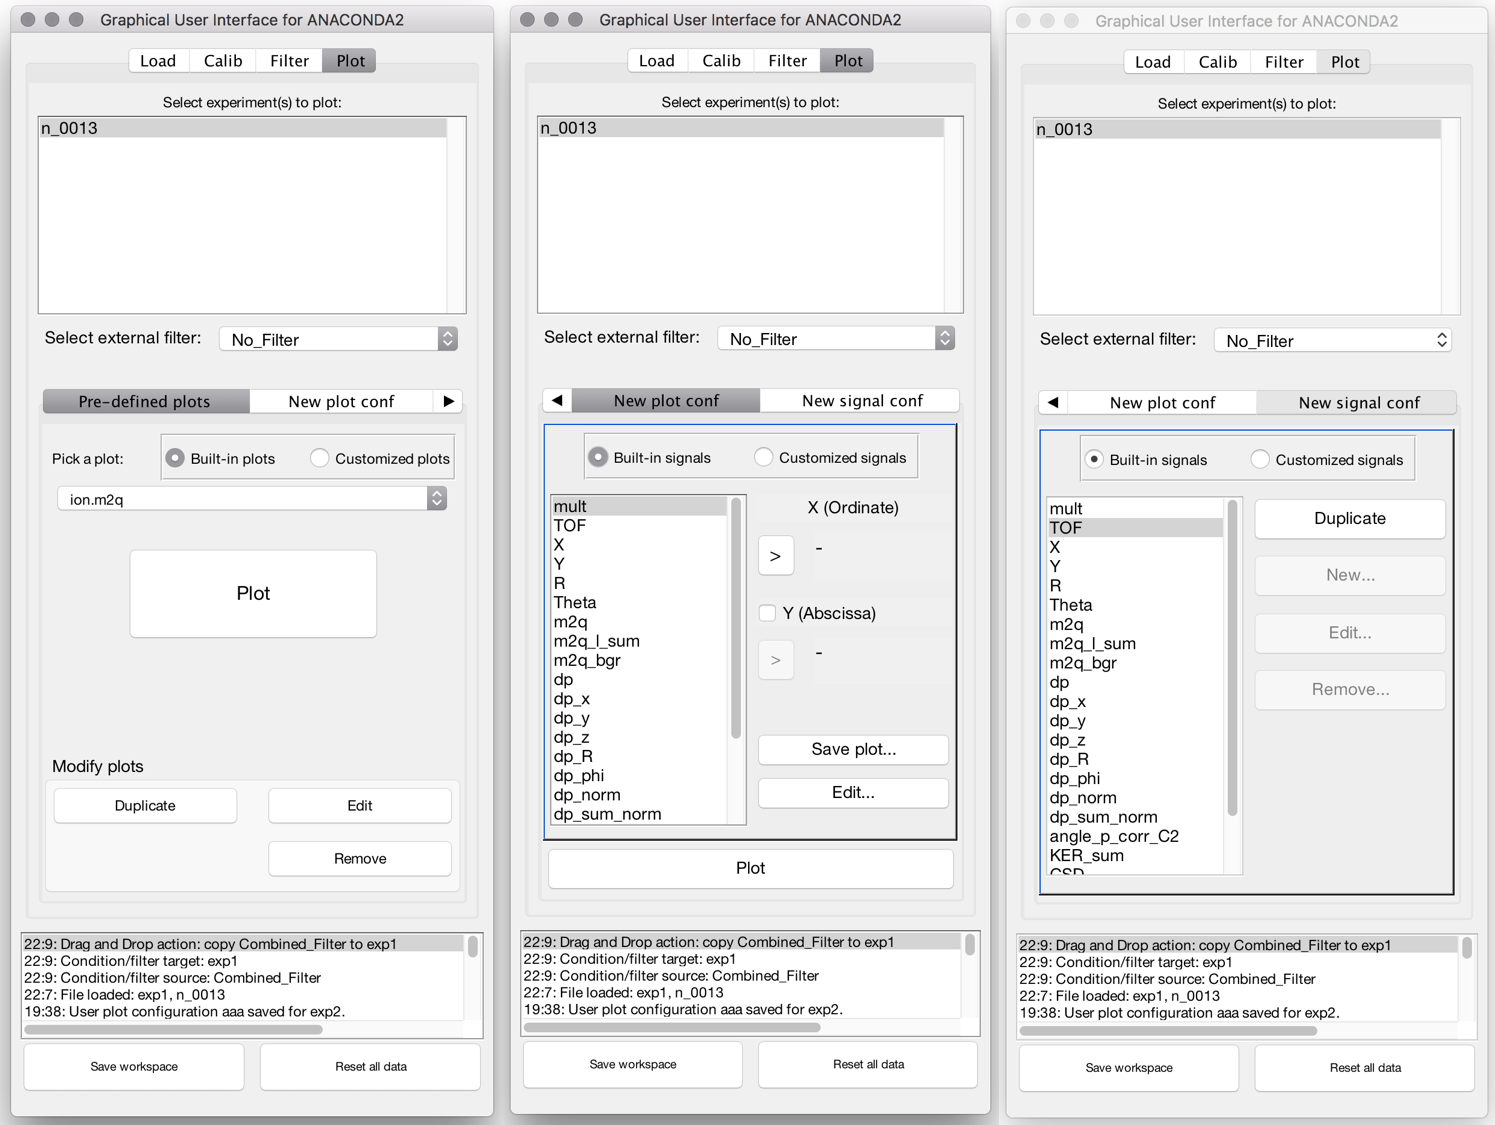 Graphical User Interface for ANACONDA2
Load Calib Filter Plot
Select experiment(s) to plot:
n_0013
Select external filter: No_Filter
Pre-defined plots New plot conf ▶
Pick a plot: Built-in plots Customized plots
ion.m2q
Plot
Modify plots
Duplicate Edit
Remove
22:9: Drag and Drop action: copy Combined_Filter to exp1
22:9: Condition/filter target: exp1
22:9: Condition/filter source: Combined_Filter
22:7: File loaded: exp1, n_0013
19:38: User plot configuration aaa saved for exp2.
Save workspace Reset all data
Graphical User Interface for ANACONDA2
Load Calib Filter Plot
Select experiment(s) to plot:
n_0013
Select external filter: No_Filter
◀ New plot conf New signal conf
Built-in signals Customized signals
mult
TOF
X
Y
R
Theta
m2q
m2q_l_sum
m2q_bgr
dp
dp_x
dp_y
dp_z
dp_R
dp_phi
dp_norm
dp_sum_norm
X (Ordinate)
> -
Y (Abscissa)
> -
Save plot...
Edit...
Plot
22:9: Drag and Drop action: copy Combined_Filter to exp1
22:9: Condition/filter target: exp1
22:9: Condition/filter source: Combined_Filter
22:7: File loaded: exp1, n_0013
19:38: User plot configuration aaa saved for exp2.
Save workspace Reset all data
Graphical User Interface for ANACONDA2
Load Calib Filter Plot
Select experiment(s) to plot:
n_0013
Select external filter: No_Filter
◀ New plot conf New signal conf
Built-in signals Customized signals
mult
TOF
X
Y
R
Theta
m2q
m2q_l_sum
m2q_bgr
dp
dp_x
dp_y
dp_z
dp_R
dp_phi
dp_norm
dp_sum_norm
angle_p_corr_C2
KER_sum
CSD
Duplicate
New...
Edit...
Remove...
22:9: Drag and Drop action: copy Combined_Filter to exp1
22:9: Condition/filter target: exp1
22:9: Condition/filter source: Combined_Filter
22:7: File loaded: exp1, n_0013
19:38: User plot configuration aaa saved for exp2.
Save workspace Reset all data